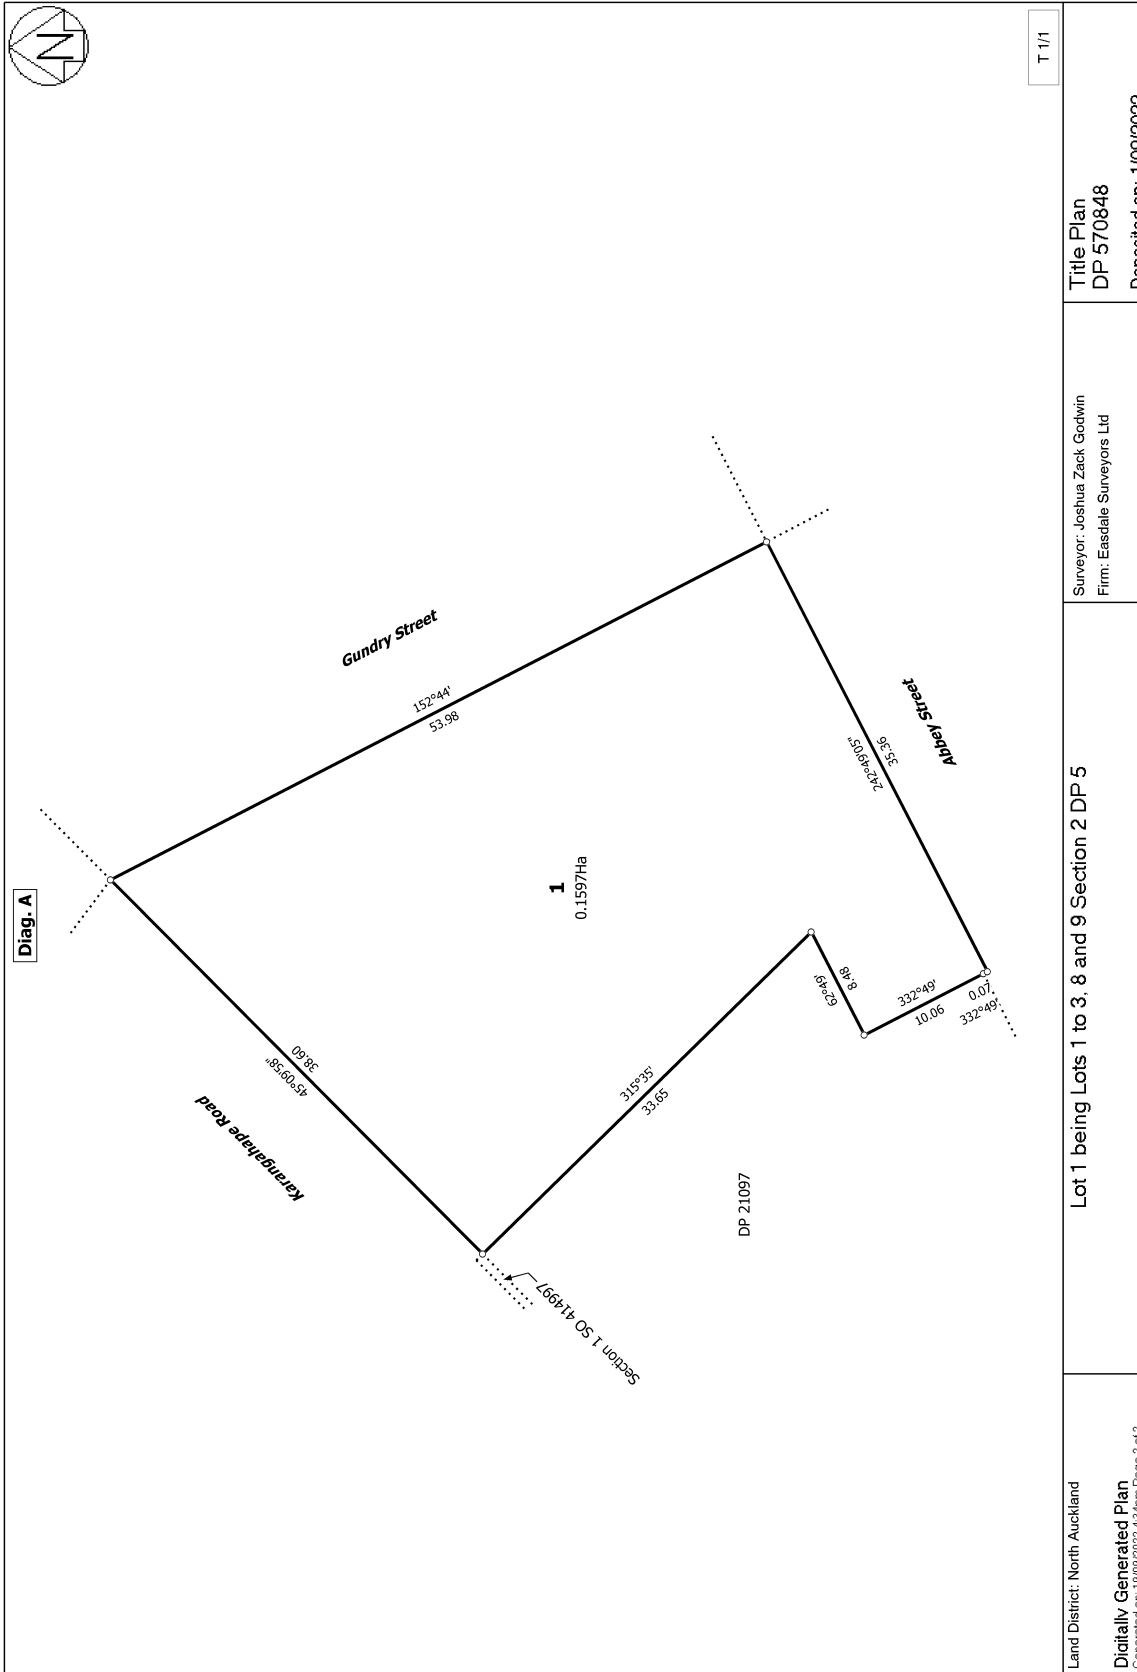 Diag. A
N
T 1/1
Karangahape Road
45°09'58"
38.60
Gundry Street
152°44'
53.98
1
0.1597Ha
Section 1 SO 414997
315°35'
33.65
DP 21097
62°49'
8.48
332°49'
10.06
0.07
332°49'
242°49'05"
35.36
Abbey Street
Land District: North Auckland
Digitally Generated Plan
Lot 1 being Lots 1 to 3, 8 and 9 Section 2 DP 5
Surveyor: Joshua Zack Godwin
Firm: Easdale Surveyors Ltd
Title Plan
DP 570848
Deposited on: